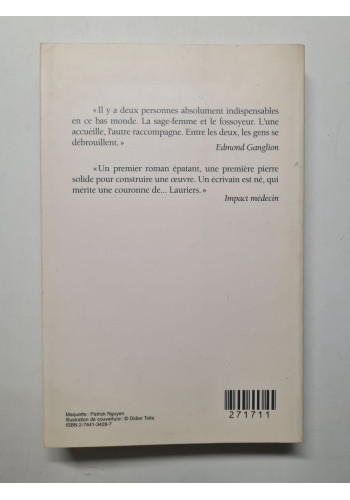 « Il y a deux personnes absolument indispensables
en ce bas monde. La sage-femme et le fossoyeur. L'une
accueille, l'autre raccompagne. Entre les deux, les gens se
débrouillent. »
Edmond Ganglion
« Un premier roman épatant, une première pierre
solide pour construire une œuvre. Un écrivain est né, qui
mérite une couronne de... Lauriers. »
Impact médecin
271711
Maquette : Patrick Nguyen
Illustration de couverture : © Didier Tello
ISBN 2-7441-3428-7